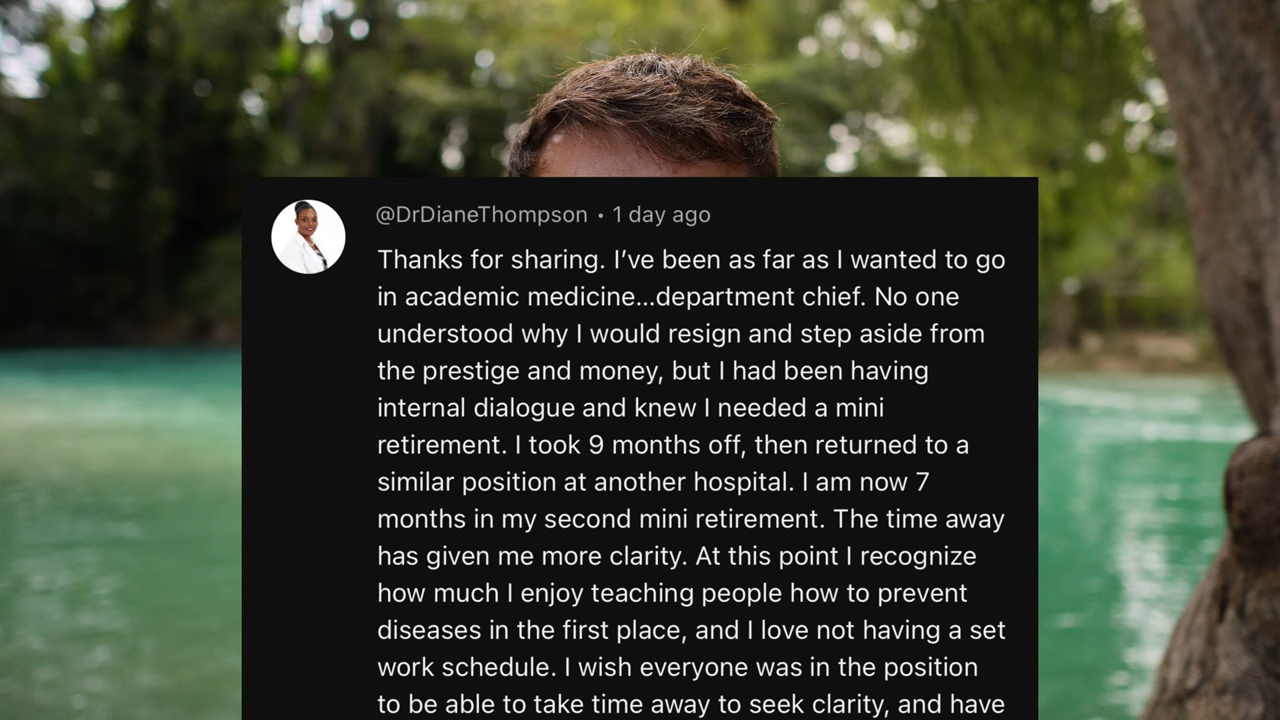 @DrDianeThompson • 1 day ago
Thanks for sharing. I’ve been as far as I wanted to go
in academic medicine...department chief. No one
understood why I would resign and step aside from
the prestige and money, but I had been having
internal dialogue and knew I needed a mini
retirement. I took 9 months off, then returned to a
similar position at another hospital. I am now 7
months in my second mini retirement. The time away
has given me more clarity. At this point I recognize
how much I enjoy teaching people how to prevent
diseases in the first place, and I love not having a set
work schedule. I wish everyone was in the position
to be able to take time away to seek clarity, and have